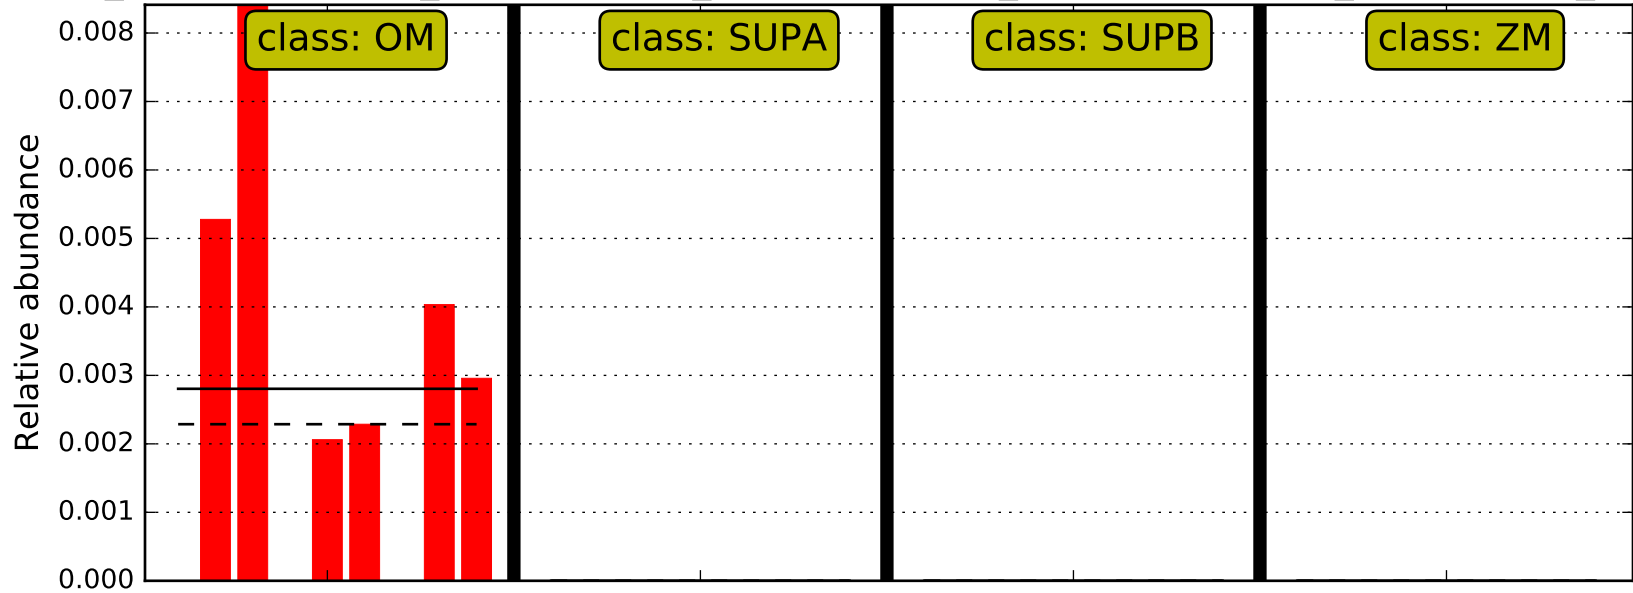 class: OM
class: SUPA
class: SUPB
class: ZM
Relative abundance
0.008
0.007
0.006
0.005
0.004
0.003
0.002
0.001
0.000